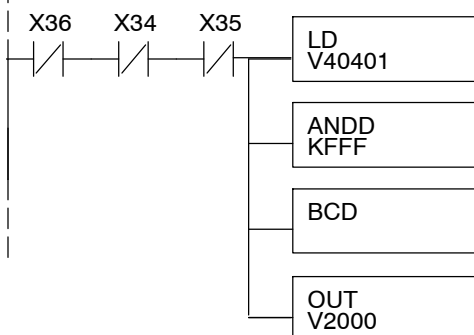 X36 X34 X35
LD
V40401
ANDD
KFFF
BCD
OUT
V2000